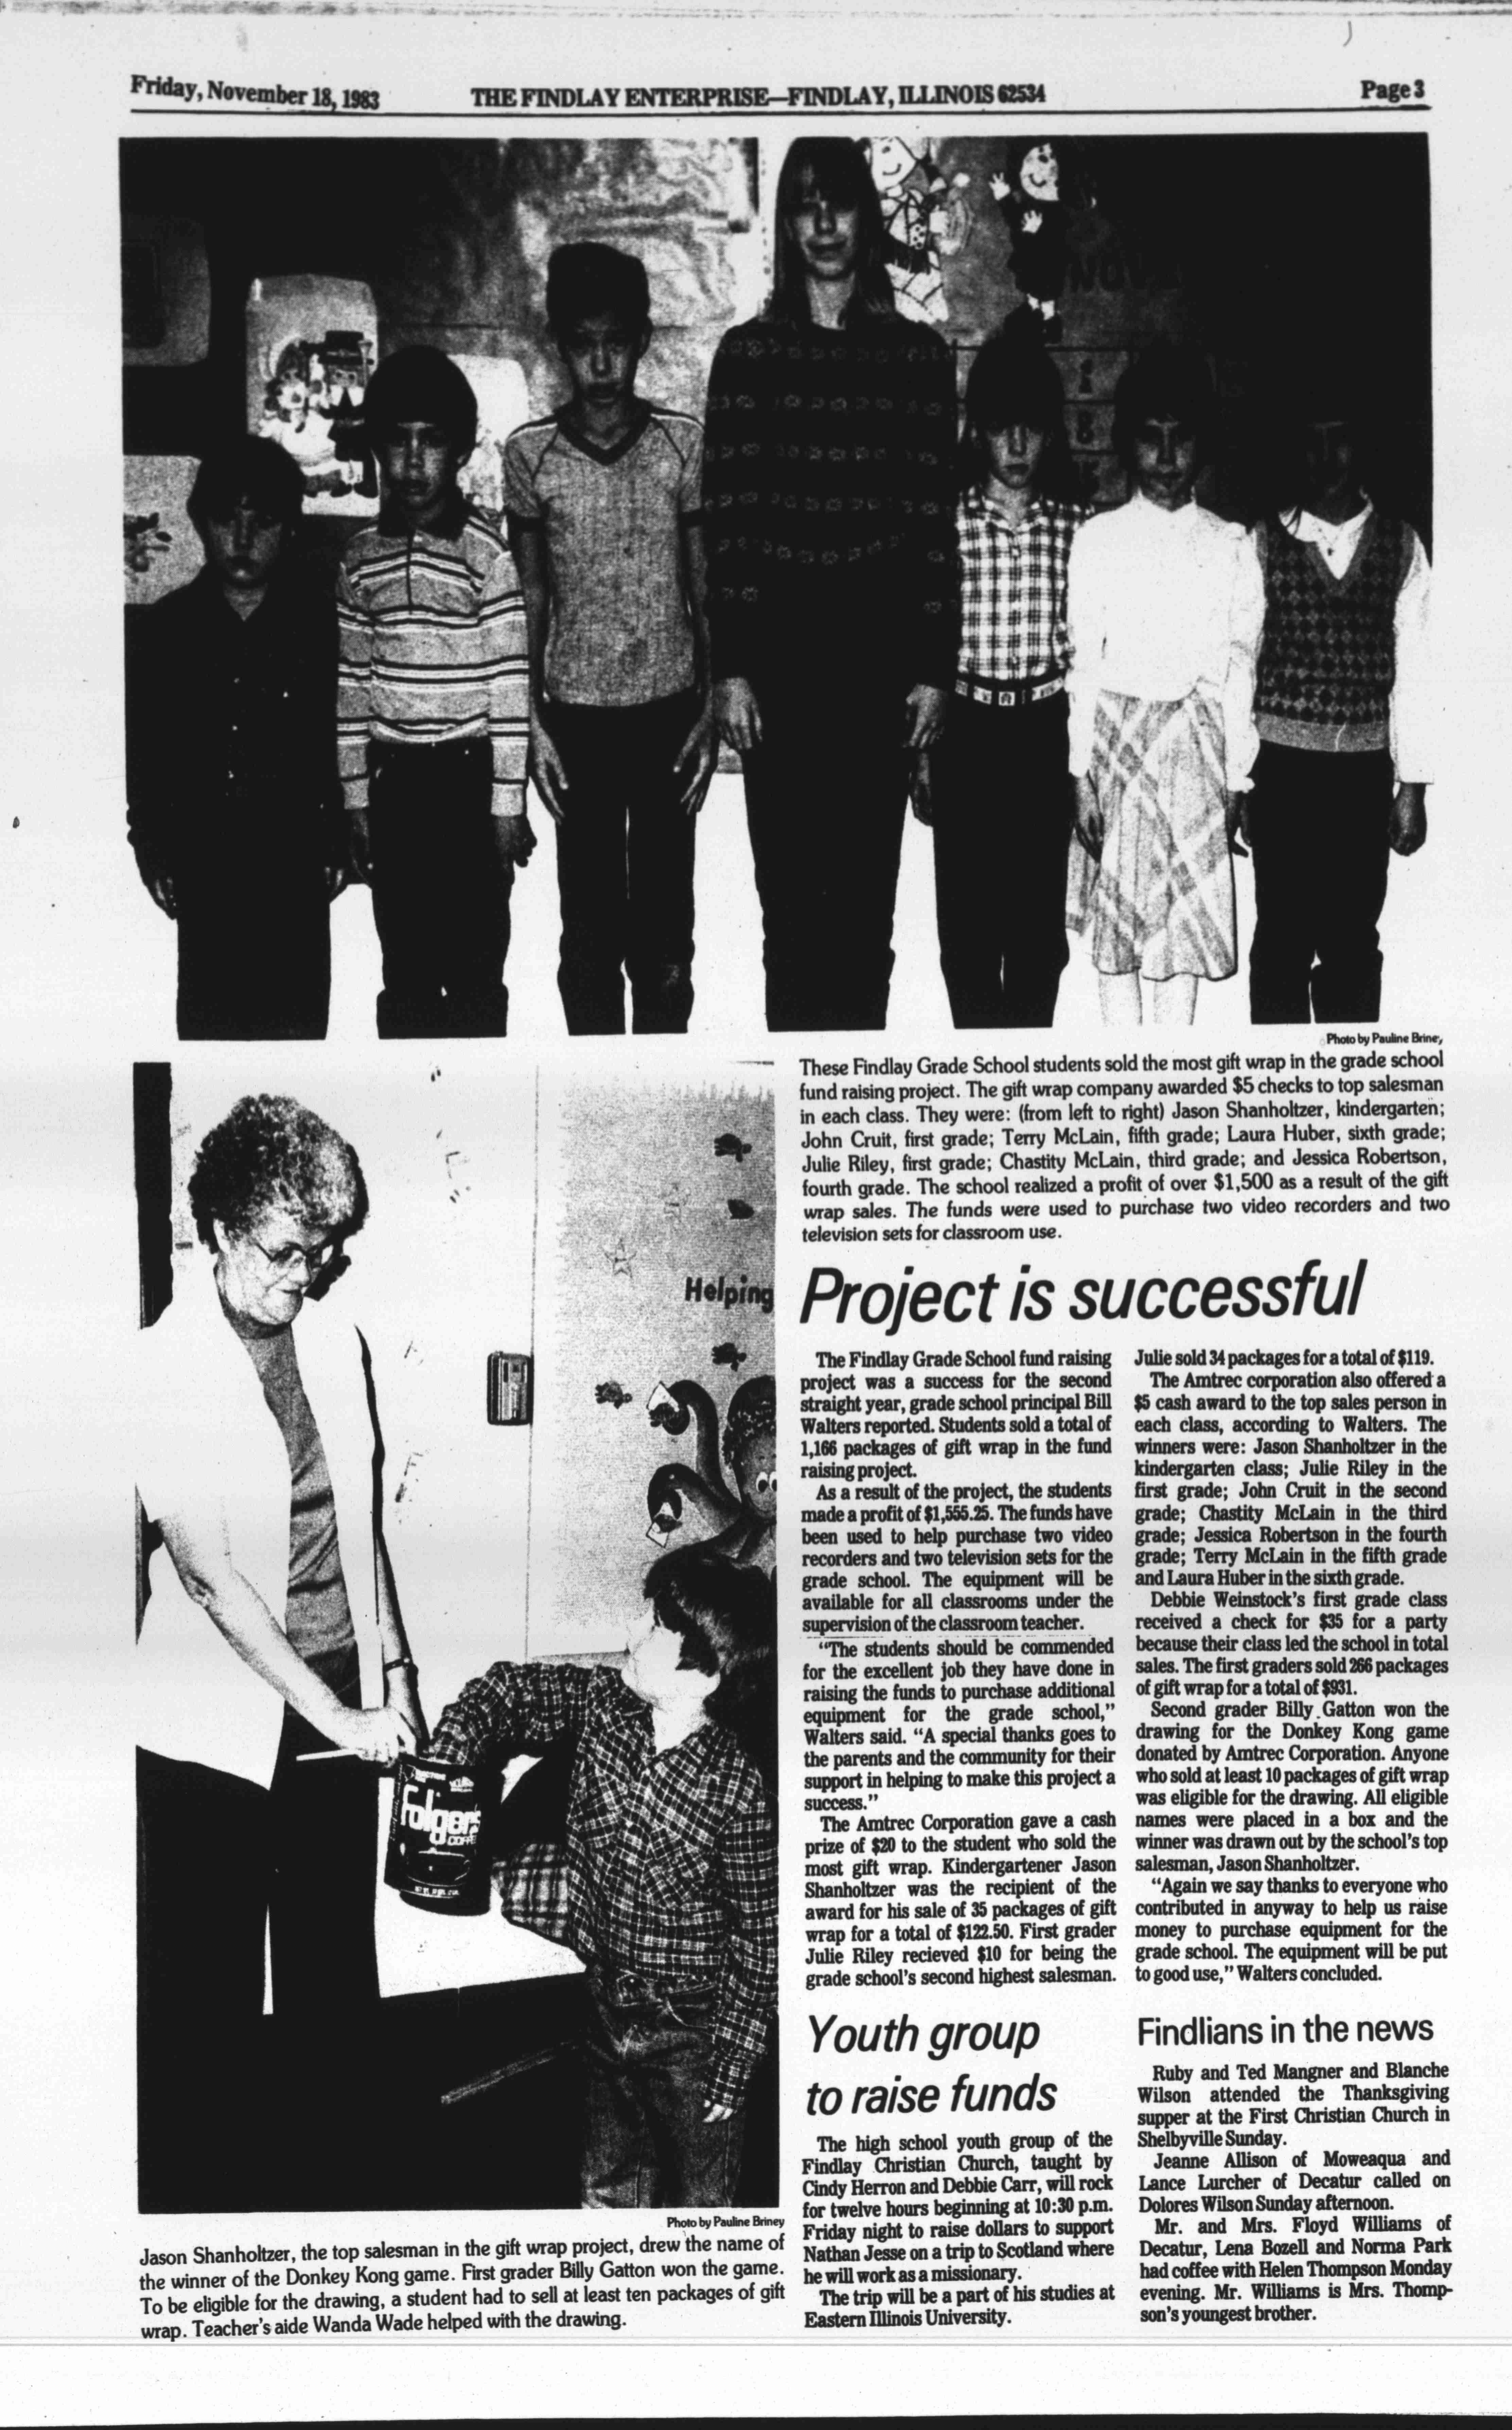 Friday, November 18, 1983
THE FINDLAY ENTERPRISE—FINDLAY, ILLINOIS 62534
Page 3
Photo by Pauline Briney
These Findlay Grade School students sold the most gift wrap in the grade school
fund raising project. The gift wrap company awarded $5 checks to top salesman
in each class. They were: (from left to right) Jason Shanholtzer, kindergarten;
John Cruit, first grade; Terry McLain, fifth grade; Laura Huber, sixth grade;
Julie Riley, first grade; Chastity McLain, third grade; and Jessica Robertson,
fourth grade. The school realized a profit of over $1,500 as a result of the gift
wrap sales. The funds were used to purchase two video recorders and two
television sets for classroom use.
Helping
Folgers
COFFEE
Photo by Pauline Briney
Jason Shanholtzer, the top salesman in the gift wrap project, drew the name of
the winner of the Donkey Kong game. First grader Billy Gatton won the game.
To be eligible for the drawing, a student had to sell at least ten packages of gift
wrap. Teacher's aide Wanda Wade helped with the drawing.
Project is successful
The Findlay Grade School fund raising
project was a success for the second
straight year, grade school principal Bill
Walters reported. Students sold a total of
1,166 packages of gift wrap in the fund
raising project.
As a result of the project, the students
made a profit of $1,555.25. The funds have
been used to help purchase two video
recorders and two television sets for the
grade school. The equipment will be
available for all classrooms under the
supervision of the classroom teacher.
"The students should be commended
for the excellent job they have done in
raising the funds to purchase additional
equipment for the grade school,"
Walters said. "A special thanks goes to
the parents and the community for their
support in helping to make this project a
success."
The Amtrec Corporation gave a cash
prize of $20 to the student who sold the
most gift wrap. Kindergartener Jason
Shanholtzer was the recipient of the
award for his sale of 35 packages of gift
wrap for a total of $122.50. First grader
Julie Riley recieved $10 for being the
grade school's second highest salesman.
Julie sold 34 packages for a total of $119.
The Amtrec corporation also offered a
$5 cash award to the top sales person in
each class, according to Walters. The
winners were: Jason Shanholtzer in the
kindergarten class; Julie Riley in the
first grade; John Cruit in the second
grade; Chastity McLain in the third
grade; Jessica Robertson in the fourth
grade; Terry McLain in the fifth grade
and Laura Huber in the sixth grade.
Debbie Weinstock's first grade class
received a check for $35 for a party
because their class led the school in total
sales. The first graders sold 266 packages
of gift wrap for a total of $931.
Second grader Billy Gatton won the
drawing for the Donkey Kong game
donated by Amtrec Corporation. Anyone
who sold at least 10 packages of gift wrap
was eligible for the drawing. All eligible
names were placed in a box and the
winner was drawn out by the school's top
salesman, Jason Shanholtzer.
"Again we say thanks to everyone who
contributed in anyway to help us raise
money to purchase equipment for the
grade school. The equipment will be put
to good use," Walters concluded.
Youth group
to raise funds
The high school youth group of the
Findlay Christian Church, taught by
Cindy Herron and Debbie Carr, will rock
for twelve hours beginning at 10:30 p.m.
Friday night to raise dollars to support
Nathan Jesse on a trip to Scotland where
he will work as a missionary.
The trip will be a part of his studies at
Eastern Illinois University.
Findlians in the news
Ruby and Ted Mangner and Blanche
Wilson attended the Thanksgiving
supper at the First Christian Church in
Shelbyville Sunday.
Jeanne Allison of Moweaqua and
Lance Lurcher of Decatur called on
Dolores Wilson Sunday afternoon.
Mr. and Mrs. Floyd Williams of
Decatur, Lena Bozell and Norma Park
had coffee with Helen Thompson Monday
evening. Mr. Williams is Mrs. Thomp-
son's youngest brother.